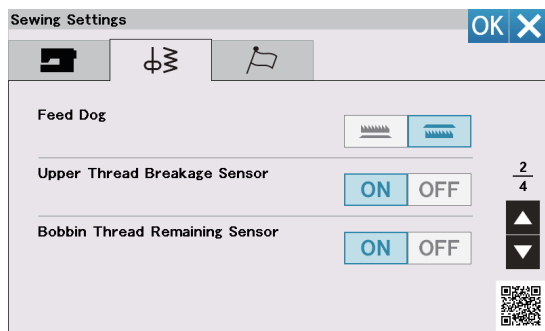 Sewing Settings
OK
Feed Dog
Upper Thread Breakage Sensor
ON OFF
2
4
Bobbin Thread Remaining Sensor
ON OFF